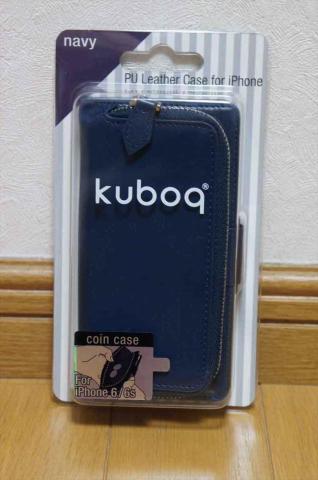 navy
PU Leather Case for iPhone
kuboq®
coin case
For
iPhone 6/6s